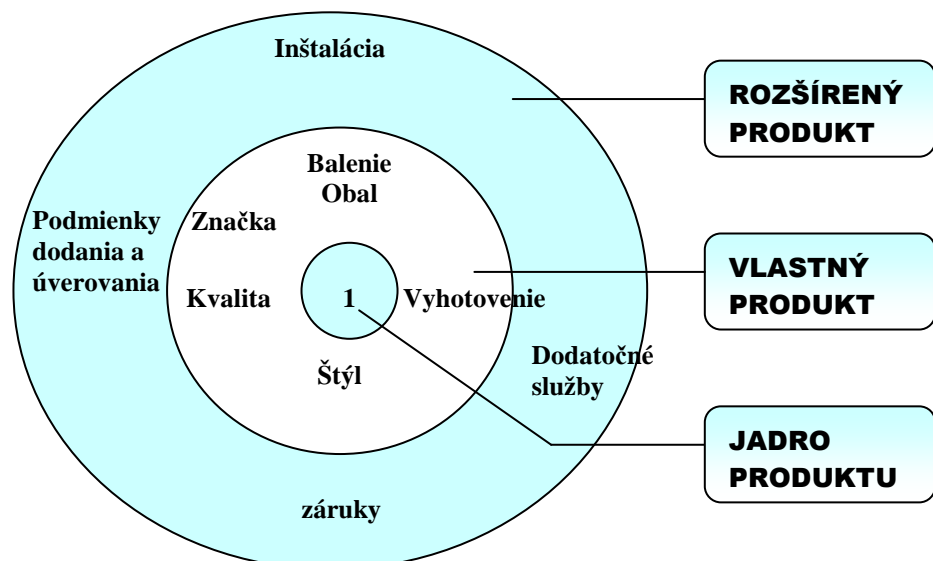 Inštalácia
ROZŠÍRENÝ
PRODUKT
Balenie
Obal
Značka
Podmienky
dodania a
úverovania
Kvalita
1
Vyhotovenie
VLASTNÝ
PRODUKT
Štýl
Dodatočné
služby
JADRO
PRODUKTU
záruky